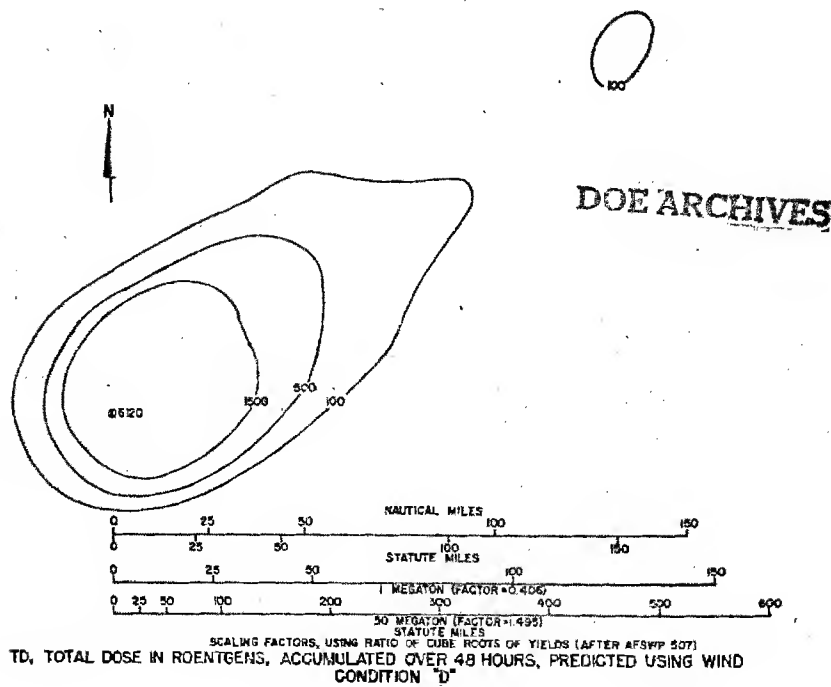 100
N
DOE ARCHIVES
500
1500
100
6120
NAUTICAL MILES
0 25 50 100 150
0 25 50 100 150
STATUTE MILES
0 25 50 100 150
1 MEGATON (FACTOR=0.406)
0 25 50 100 200 300 400 500 600
50 MEGATON (FACTOR=1.495)
STATUTE MILES
SCALING FACTORS, USING RATIO OF CUBE ROOTS OF YIELDS (AFTER AFSWP 507)
TD, TOTAL DOSE IN ROENTGENS, ACCUMULATED OVER 48 HOURS, PREDICTED USING WIND
CONDITION "D"